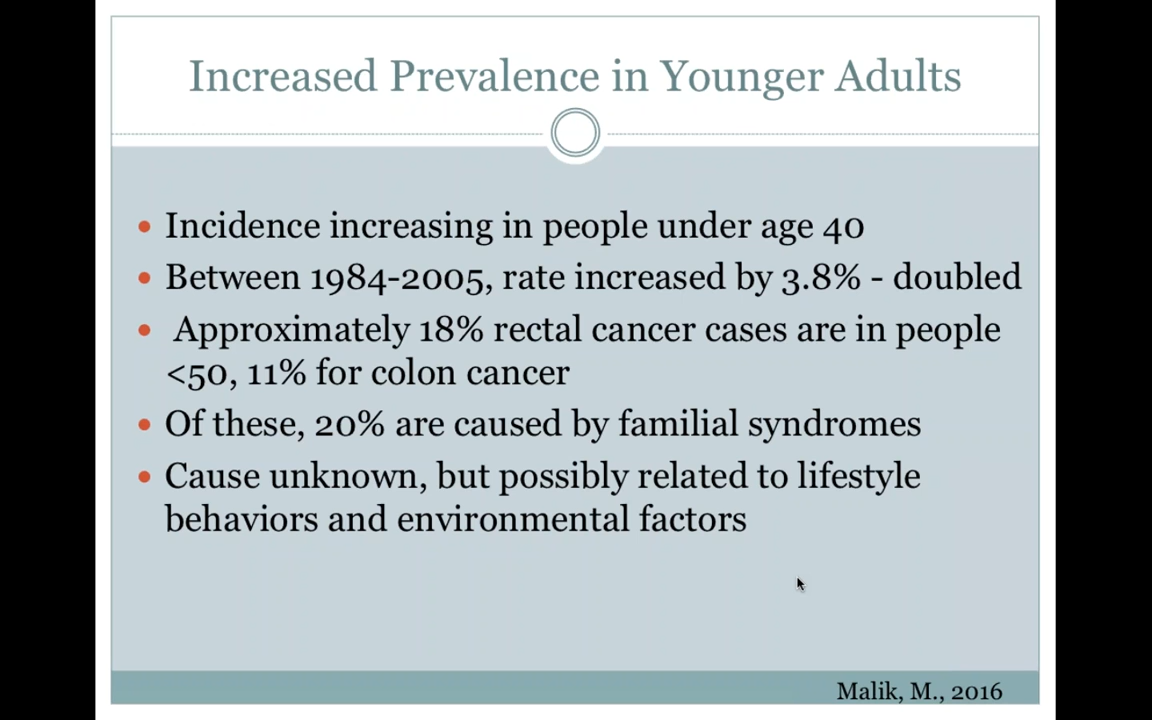 Increased Prevalence in Younger Adults
• Incidence increasing in people under age 40
• Between 1984-2005, rate increased by 3.8% - doubled
• Approximately 18% rectal cancer cases are in people
<50, 11% for colon cancer
• Of these, 20% are caused by familial syndromes
• Cause unknown, but possibly related to lifestyle
behaviors and environmental factors
Malik, M., 2016